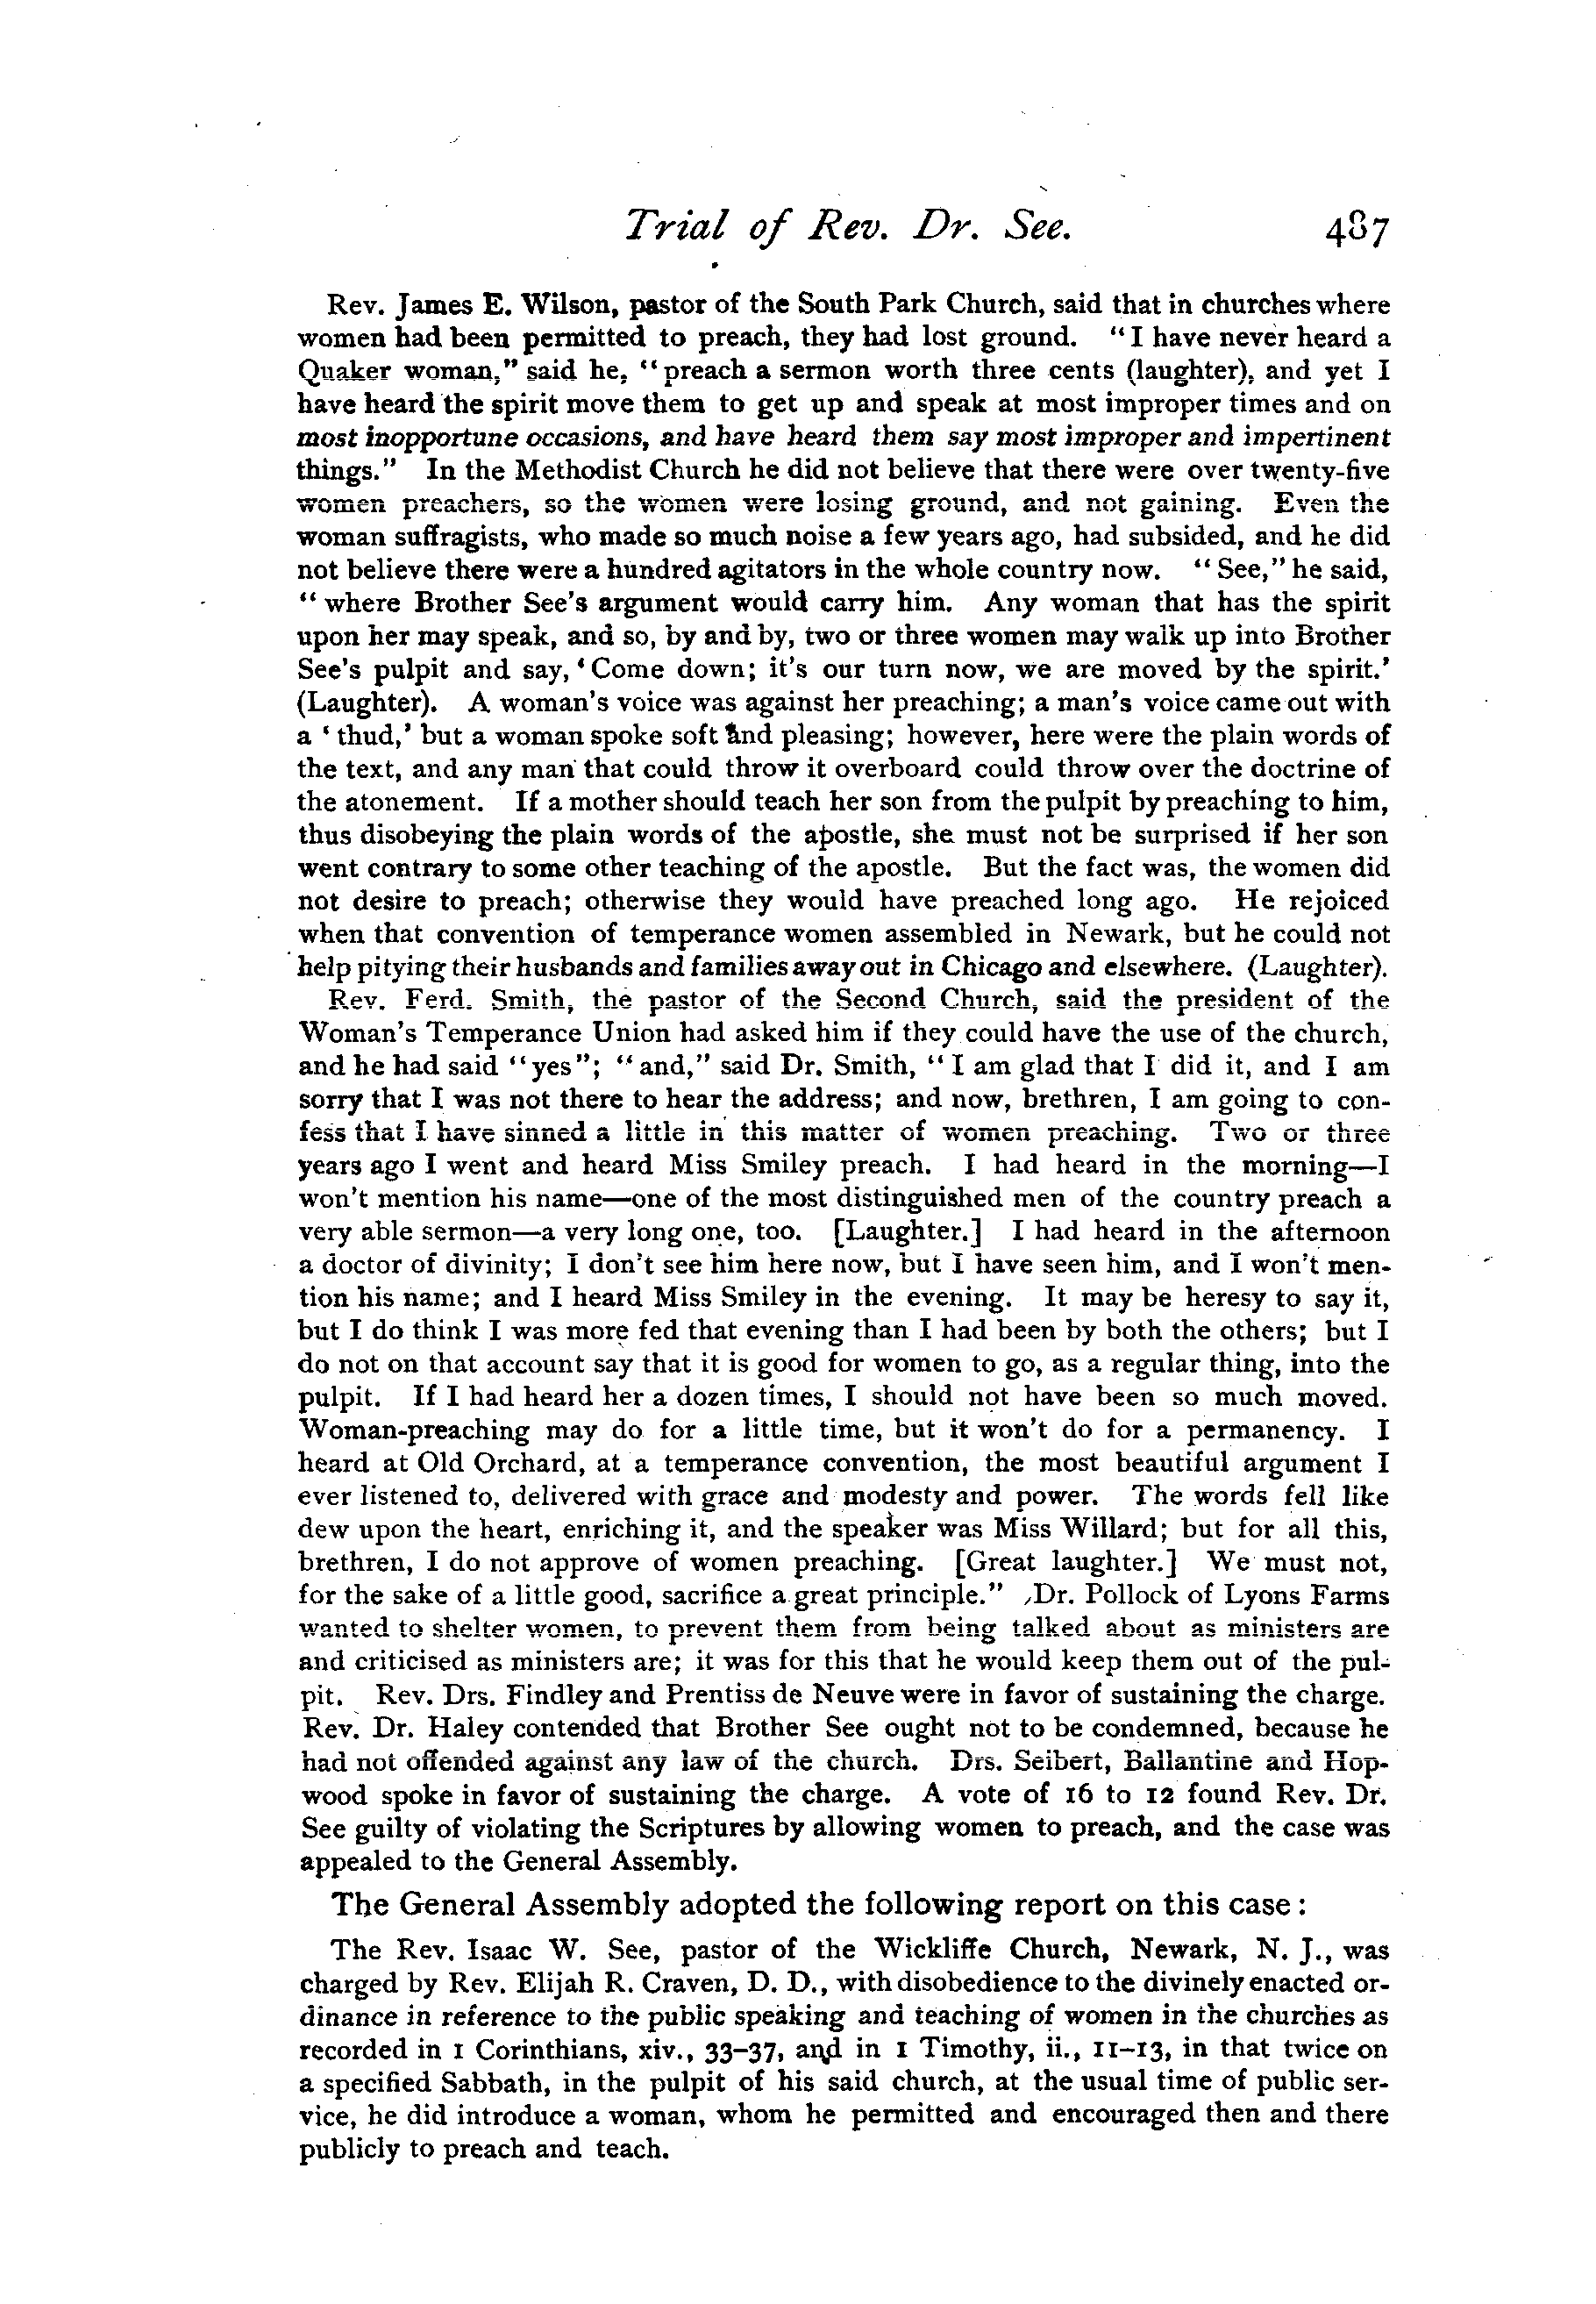 Trial of Rev. Dr. See. 487
Rev. James E. Wilson, pastor of the South Park Church, said that in churches where
women had been permitted to preach, they had lost ground. "I have never heard a
Quaker woman," said he, "preach a sermon worth three cents (laughter), and yet I
have heard the spirit move them to get up and speak at most improper times and on
most inopportune occasions, and have heard them say most improper and impertinent
things." In the Methodist Church he did not believe that there were over twenty-five
women preachers, so the women were losing ground, and not gaining. Even the
woman suffragists, who made so much noise a few years ago, had subsided, and he did
not believe there were a hundred agitators in the whole country now. "See," he said,
"where Brother See's argument would carry him. Any woman that has the spirit
upon her may speak, and so, by and by, two or three women may walk up into Brother
See's pulpit and say, 'Come down; it's our turn now, we are moved by the spirit.'
(Laughter). A woman's voice was against her preaching; a man's voice came out with
a 'thud,' but a woman spoke soft and pleasing; however, here were the plain words of
the text, and any man that could throw it overboard could throw over the doctrine of
the atonement. If a mother should teach her son from the pulpit by preaching to him,
thus disobeying the plain words of the apostle, she must not be surprised if her son
went contrary to some other teaching of the apostle. But the fact was, the women did
not desire to preach; otherwise they would have preached long ago. He rejoiced
when that convention of temperance women assembled in Newark, but he could not
help pitying their husbands and families away out in Chicago and elsewhere. (Laughter).
Rev. Ferd. Smith, the pastor of the Second Church, said the president of the
Woman's Temperance Union had asked him if they could have the use of the church,
and he had said "yes"; "and," said Dr. Smith, "I am glad that I did it, and I am
sorry that I was not there to hear the address; and now, brethren, I am going to con-
fess that I have sinned a little in this matter of women preaching. Two or three
years ago I went and heard Miss Smiley preach. I had heard in the morning—I
won't mention his name—one of the most distinguished men of the country preach a
very able sermon—a very long one, too. [Laughter.] I had heard in the afternoon
a doctor of divinity; I don't see him here now, but I have seen him, and I won't men-
tion his name; and I heard Miss Smiley in the evening. It may be heresy to say it,
but I do think I was more fed that evening than I had been by both the others; but I
do not on that account say that it is good for women to go, as a regular thing, into the
pulpit. If I had heard her a dozen times, I should not have been so much moved.
Woman-preaching may do for a little time, but it won't do for a permanency. I
heard at Old Orchard, at a temperance convention, the most beautiful argument I
ever listened to, delivered with grace and modesty and power. The words fell like
dew upon the heart, enriching it, and the speaker was Miss Willard; but for all this,
brethren, I do not approve of women preaching. [Great laughter.] We must not,
for the sake of a little good, sacrifice a great principle." Dr. Pollock of Lyons Farms
wanted to shelter women, to prevent them from being talked about as ministers are
and criticised as ministers are; it was for this that he would keep them out of the pul-
pit. Rev. Drs. Findley and Prentiss de Neuve were in favor of sustaining the charge.
Rev. Dr. Haley contended that Brother See ought not to be condemned, because he
had not offended against any law of the church. Drs. Seibert, Ballantine and Hop-
wood spoke in favor of sustaining the charge. A vote of 16 to 12 found Rev. Dr.
See guilty of violating the Scriptures by allowing women to preach, and the case was
appealed to the General Assembly.
The General Assembly adopted the following report on this case:
The Rev. Isaac W. See, pastor of the Wickliffe Church, Newark, N. J., was
charged by Rev. Elijah R. Craven, D. D., with disobedience to the divinely enacted or-
dinance in reference to the public speaking and teaching of women in the churches as
recorded in 1 Corinthians, xiv., 33-37, and in 1 Timothy, ii., 11-13, in that twice on
a specified Sabbath, in the pulpit of his said church, at the usual time of public ser-
vice, he did introduce a woman, whom he permitted and encouraged then and there
publicly to preach and teach.